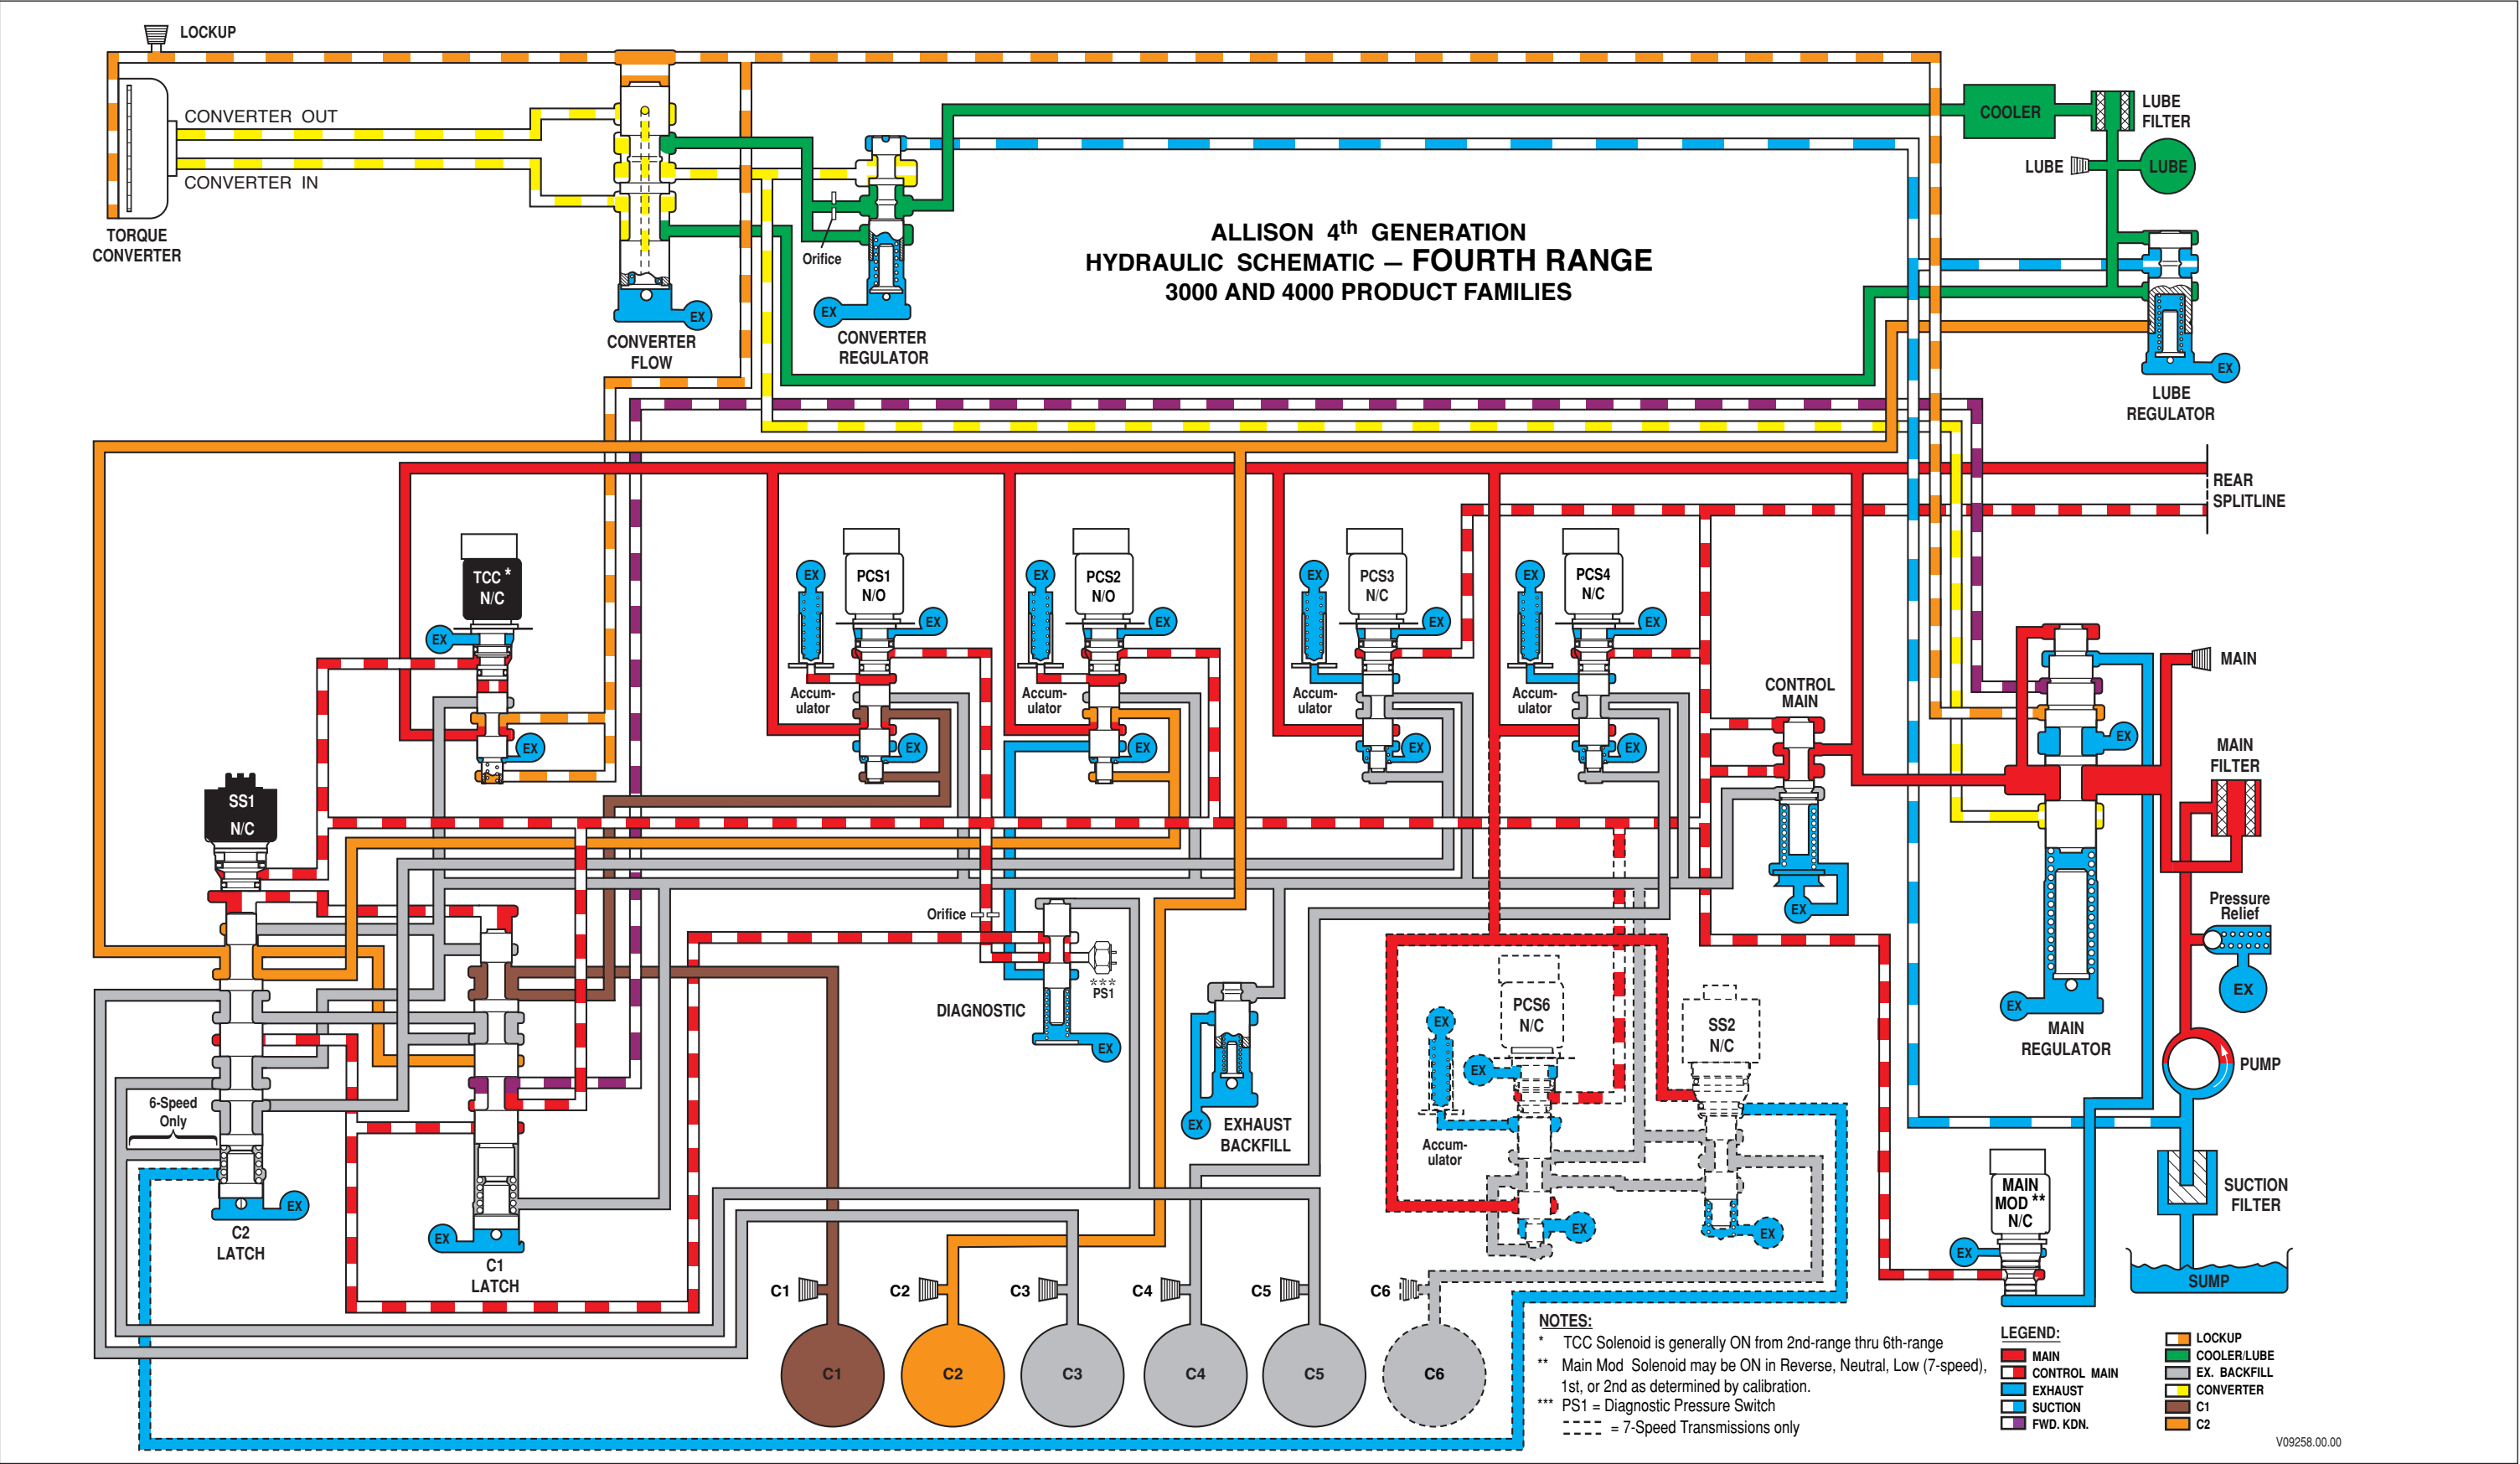 LOCKUP
CONVERTER OUT
CONVERTER IN
TORQUE
CONVERTER
EX
CONVERTER
FLOW
Orifice
EX
CONVERTER
REGULATOR
ALLISON 4th GENERATION
HYDRAULIC SCHEMATIC – FOURTH RANGE
3000 AND 4000 PRODUCT FAMILIES
COOLER
LUBE
FILTER
LUBE
LUBE
EX
LUBE
REGULATOR
REAR
SPLITLINE
TCC *
N/C
EX
EX
EX
PCS1
N/O
EX
EX
Accum-
ulator
EX
PCS2
N/O
EX
EX
Accum-
ulator
EX
PCS3
N/C
EX
EX
Accum-
ulator
EX
PCS4
N/C
EX
EX
Accum-
ulator
CONTROL
MAIN
EX
MAIN
EX
MAIN
FILTER
Pressure
Relief
EX
EX
MAIN
REGULATOR
PUMP
SUCTION
FILTER
SUMP
MAIN
MOD **
N/C
EX
SS1
N/C
6-Speed
Only
EX
C2
LATCH
EX
C1
LATCH
Orifice
***
PS1
DIAGNOSTIC
EX
EX
EXHAUST
BACKFILL
EX
PCS6
N/C
EX
Accum-
ulator
EX
SS2
N/C
EX
C1
C2
C3
C4
C5
C6
C1
C2
C3
C4
C5
C6
NOTES:
* TCC Solenoid is generally ON from 2nd-range thru 6th-range
** Main Mod Solenoid may be ON in Reverse, Neutral, Low (7-speed),
1st, or 2nd as determined by calibration.
*** PS1 = Diagnostic Pressure Switch
= 7-Speed Transmissions only
LEGEND:
MAIN
CONTROL MAIN
EXHAUST
SUCTION
FWD. KDN.
LOCKUP
COOLER/LUBE
EX. BACKFILL
CONVERTER
C1
C2
V09258.00.00